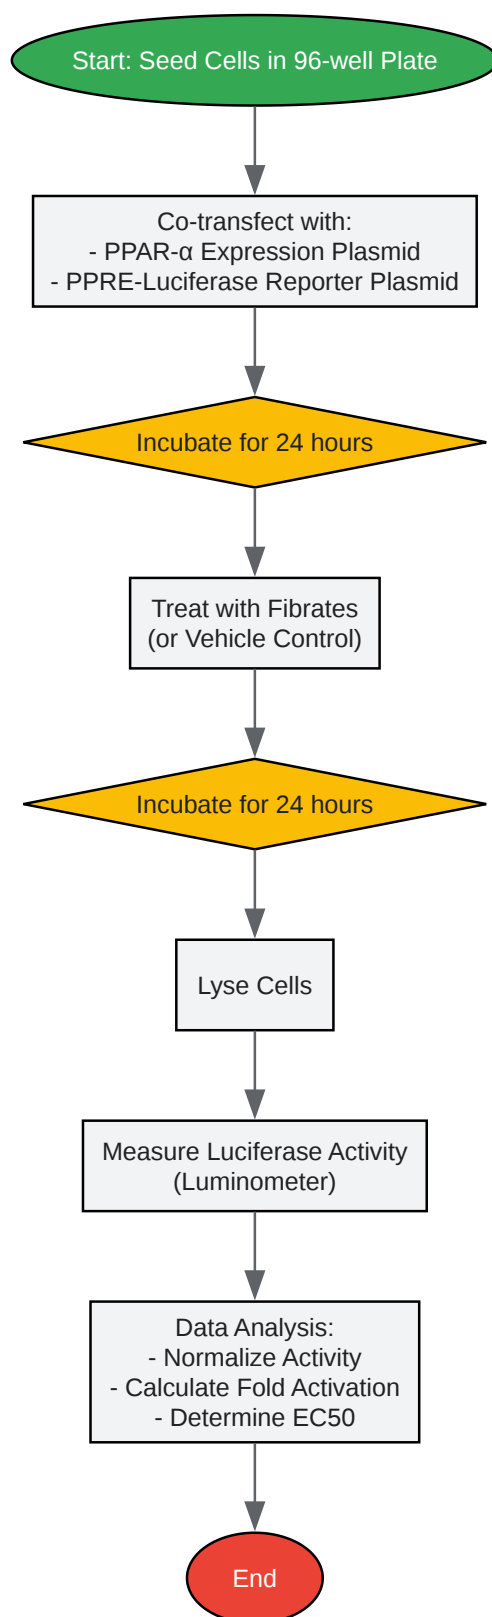 Start: Seed Cells in 96-well Plate
Co-transfect with:
- PPAR-α Expression Plasmid
- PPRE-Luciferase Reporter Plasmid
Incubate for 24 hours
Treat with Fibrates
(or Vehicle Control)
Incubate for 24 hours
Lyse Cells
Measure Luciferase Activity
(Luminometer)
Data Analysis:
- Normalize Activity
- Calculate Fold Activation
- Determine EC50
End